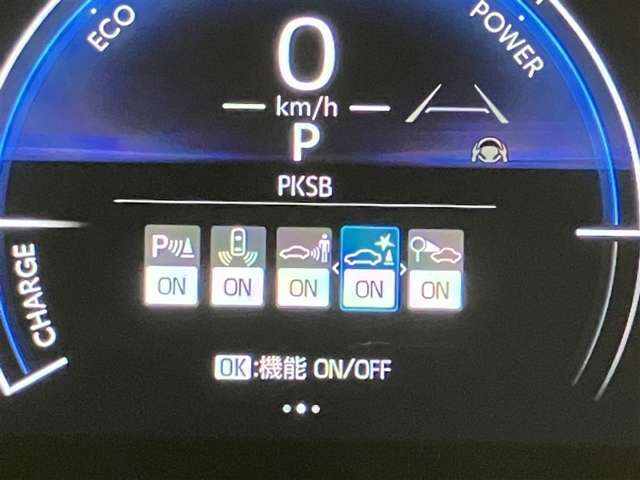 ECO
POWER
0
km/h
P
PKSB
P
ON ON ON ON ON
CHARGE
OK:機能 ON/OFF